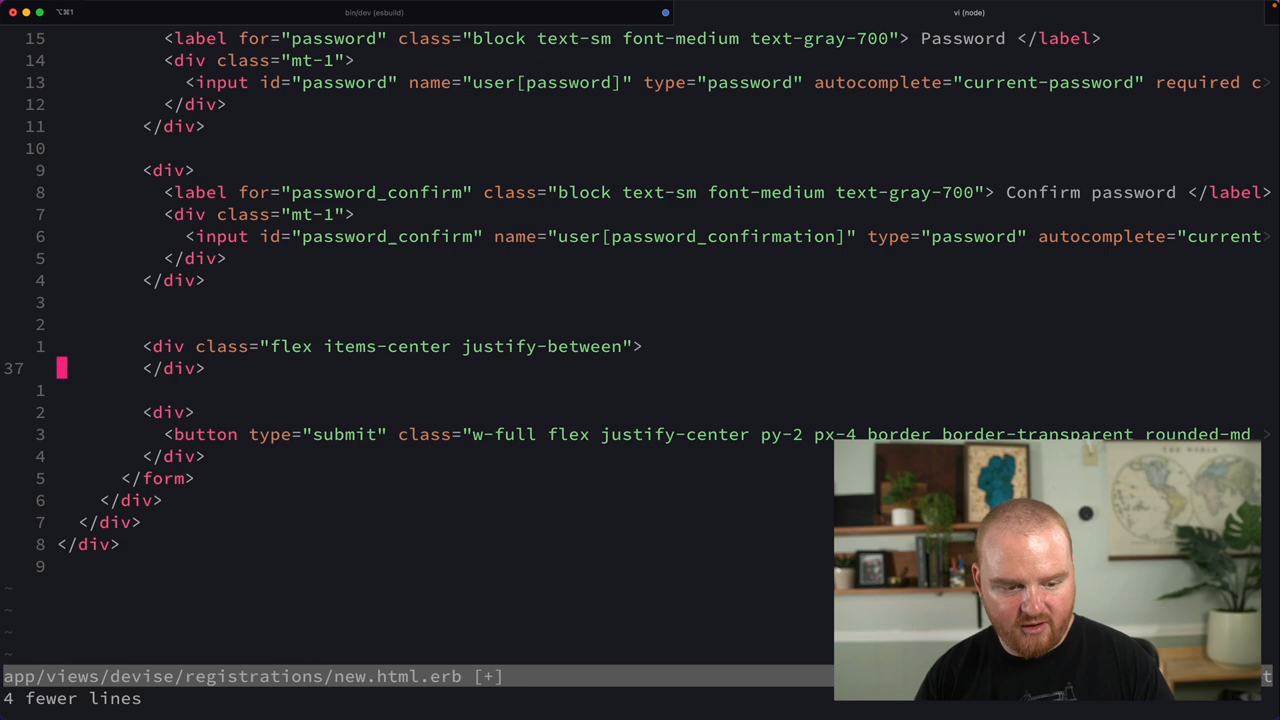 ⌥⌘1
bin/dev (esbuild)
vi (node)
15 <label for="password" class="block text-sm font-medium text-gray-700"> Password </label>
14 <div class="mt-1">
13 <input id="password" name="user[password]" type="password" autocomplete="current-password" required c>
12 </div>
11 </div>
10
9 <div>
8 <label for="password_confirm" class="block text-sm font-medium text-gray-700"> Confirm password </label>
7 <div class="mt-1">
6 <input id="password_confirm" name="user[password_confirmation]" type="password" autocomplete="current>
5 </div>
4 </div>
3
2
1 <div class="flex items-center justify-between">
37 </div>
1
2 <div>
3 <button type="submit" class="w-full flex justify-center py-2 px-4 border border-transparent rounded-md >
4 </div>
5 </form>
6 </div>
7 </div>
8 </div>
9
~
~
~
~
app/views/devise/registrations/new.html.erb [+]
t
4 fewer lines